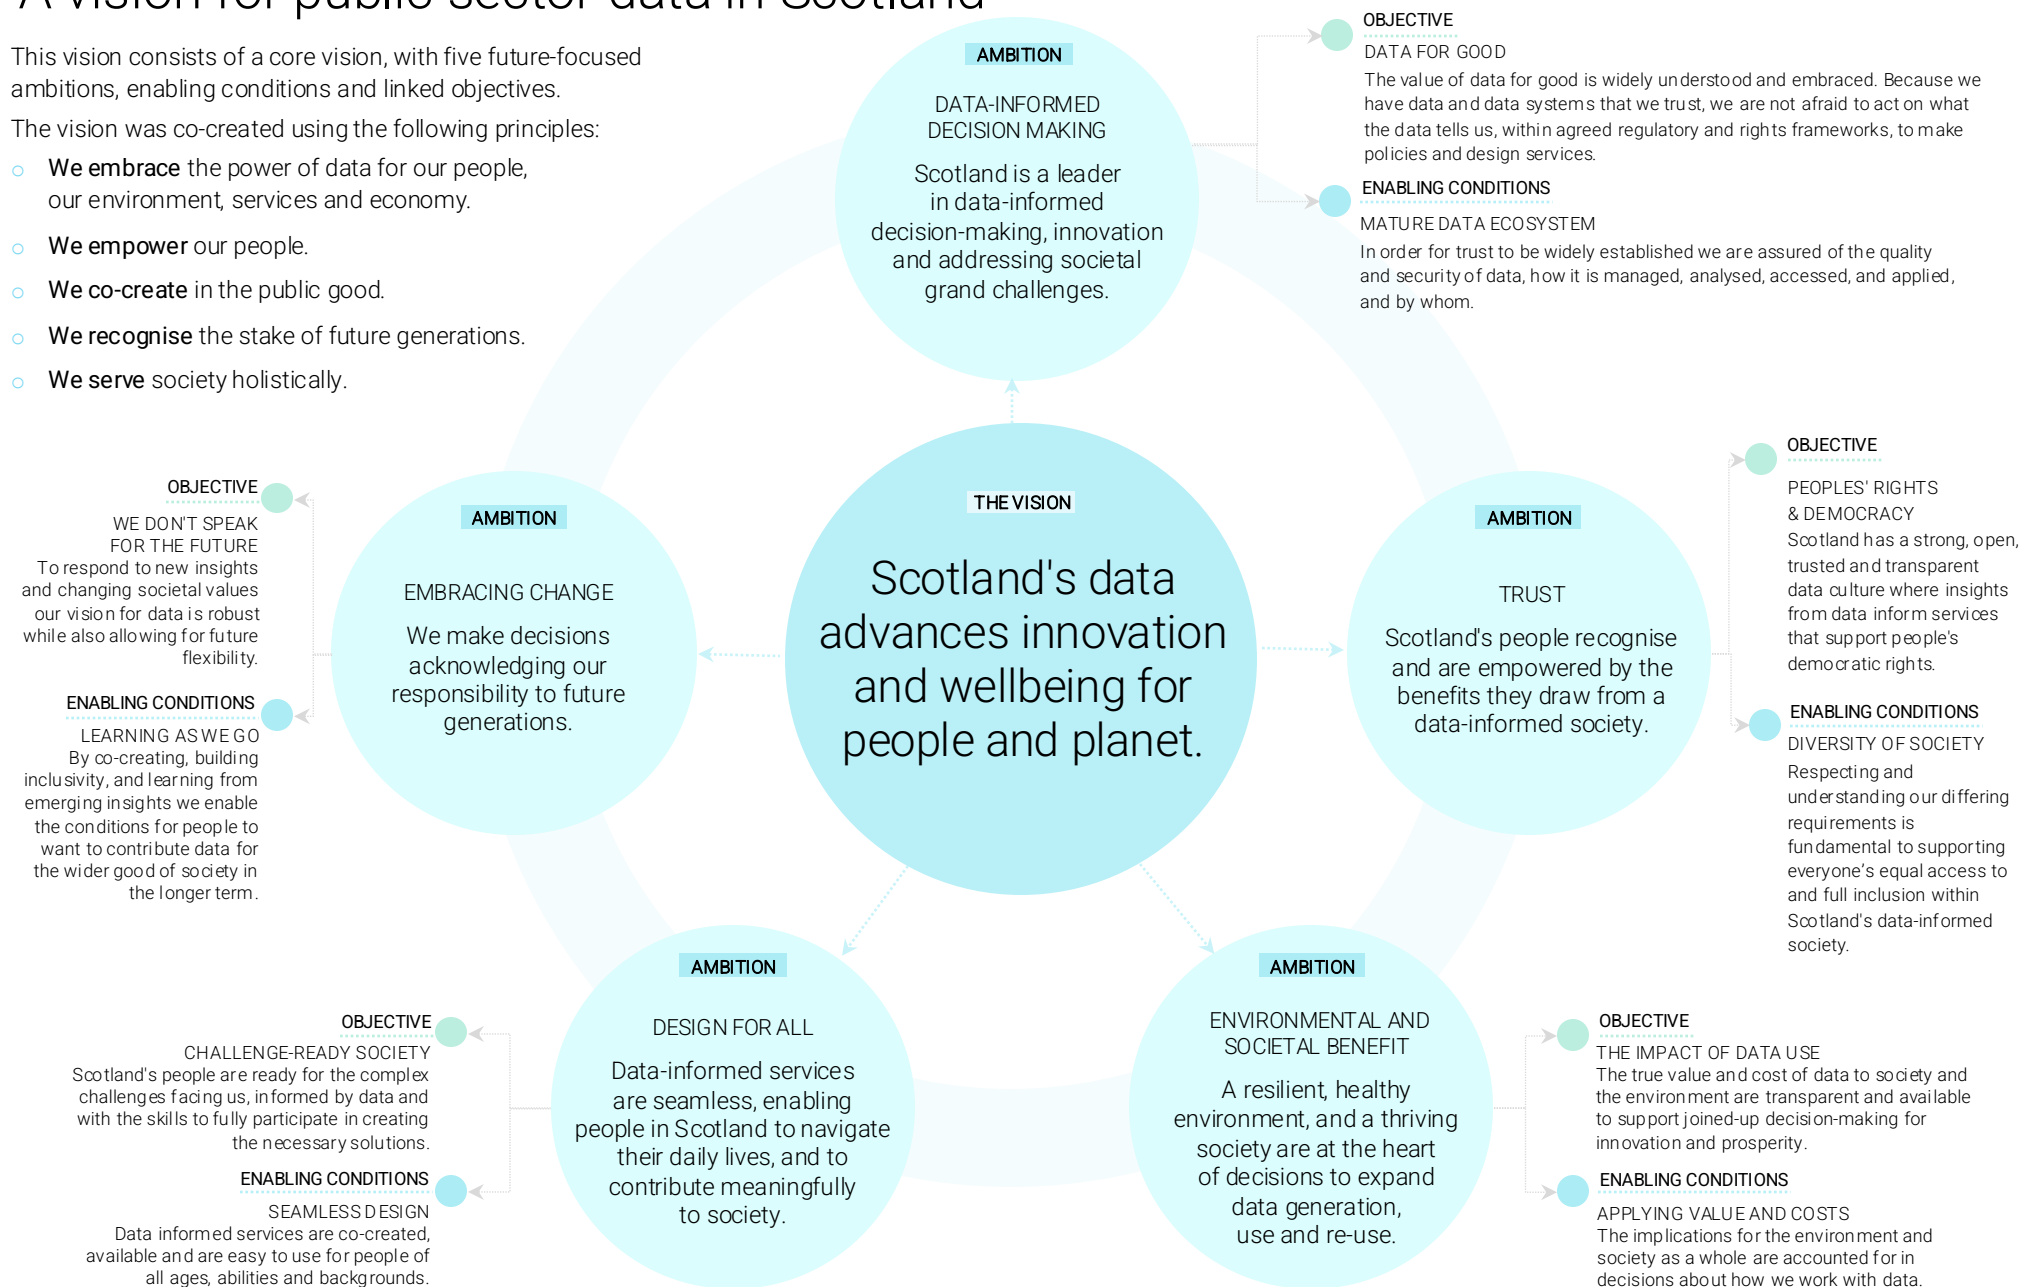 A vision for public sector data in Scotland
This vision consists of a core vision, with five future-focused
ambitions, enabling conditions and linked objectives.
The vision was co-created using the following principles:
We embrace the power of data for our people,
our environment, services and economy.
We empower our people.
We co-create in the public good.
We recognise the stake of future generations.
We serve society holistically.
AMBITION
DATA-INFORMED
DECISION MAKING
Scotland is a leader
in data-informed
decision-making, innovation
and addressing societal
grand challenges.
OBJECTIVE
DATA FOR GOOD
The value of data for good is widely understood and embraced. Because we
have data and data systems that we trust, we are not afraid to act on what
the data tells us, within agreed regulatory and rights frameworks, to make
policies and design services.
ENABLING CONDITIONS
MATURE DATA ECOSYSTEM
In order for trust to be widely established we are assured of the quality
and security of data, how it is managed, analysed, accessed, and applied,
and by whom.
OBJECTIVE
WE DON'T SPEAK
FOR THE FUTURE
To respond to new insights
and changing societal values
our vision for data is robust
while also allowing for future
flexibility.
ENABLING CONDITIONS
LEARNING AS WE GO
By co-creating, building
inclusivity, and learning from
emerging insights we enable
the conditions for people to
want to contribute data for
the wider good of society in
the longer term.
AMBITION
EMBRACING CHANGE
We make decisions
acknowledging our
responsibility to future
generations.
THE VISION
Scotland's data
advances innovation
and wellbeing for
people and planet.
AMBITION
TRUST
Scotland's people recognise
and are empowered by the
benefits they draw from a
data-informed society.
OBJECTIVE
PEOPLES' RIGHTS
& DEMOCRACY
Scotland has a strong, open,
trusted and transparent
data culture where insights
from data inform services
that support people's
democratic rights.
ENABLING CONDITIONS
DIVERSITY OF SOCIETY
Respecting and
understanding our differing
requirements is
fundamental to supporting
everyone’s equal access to
and full inclusion within
Scotland's data-informed
society.
OBJECTIVE
CHALLENGE-READY SOCIETY
Scotland's people are ready for the complex
challenges facing us, informed by data and
with the skills to fully participate in creating
the necessary solutions.
ENABLING CONDITIONS
SEAMLESS DESIGN
Data informed services are co-created,
available and are easy to use for people of
all ages, abilities and backgrounds.
AMBITION
DESIGN FOR ALL
Data-informed services
are seamless, enabling
people in Scotland to navigate
their daily lives, and to
contribute meaningfully
to society.
AMBITION
ENVIRONMENTAL AND
SOCIETAL BENEFIT
A resilient, healthy
environment, and a thriving
society are at the heart
of decisions to expand
data generation,
use and re-use.
OBJECTIVE
THE IMPACT OF DATA USE
The true value and cost of data to society and
the environment are transparent and available
to support joined-up decision-making for
innovation and prosperity.
ENABLING CONDITIONS
APPLYING VALUE AND COSTS
The implications for the environment and
society as a whole are accounted for in
decisions about how we work with data.